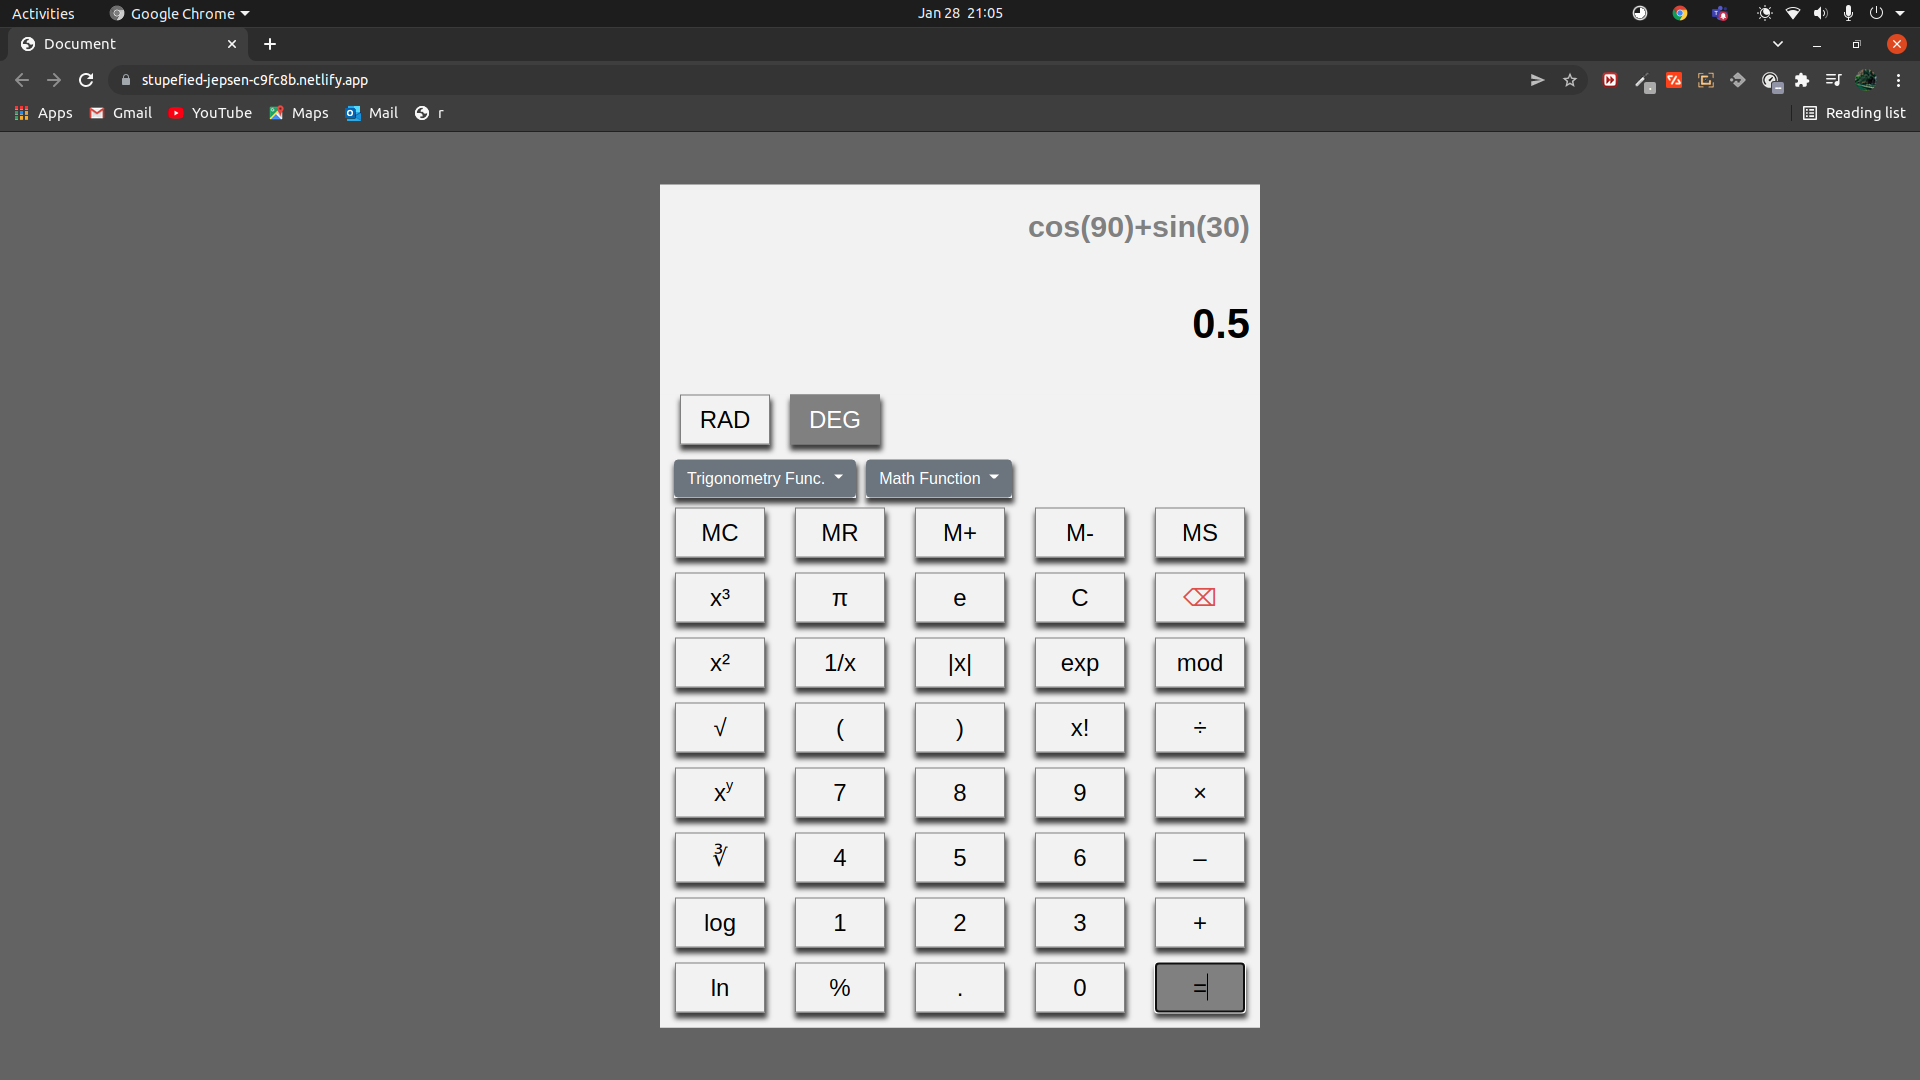 Activities Google Chrome Jan 28 21:05
Document
stupefied-jepsen-c9fc8b.netlify.app
Apps Gmail YouTube Maps Mail r Reading list
cos(90)+sin(30)
0.5
RAD DEG
Trigonometry Func. Math Function
MC MR M+ M- MS
x³ π e C ⌫
x² 1/x |x| exp mod
√ ( ) x! ÷
xʸ 7 8 9 ×
∛ 4 5 6 –
log 1 2 3 +
ln % . 0 =